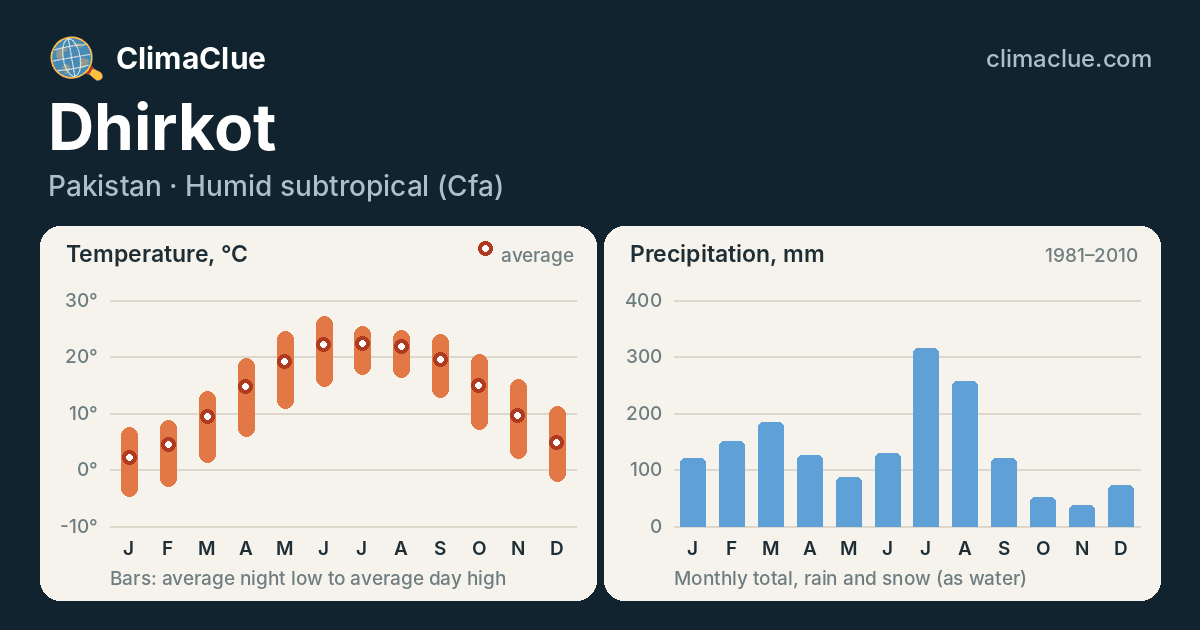 ClimaClue
climaclue.com
Dhirkot
Pakistan · Humid subtropical (Cfa)
Temperature, °C
average
30°
20°
10°
0°
-10°
J F M A M J J A S O N D
Bars: average night low to average day high
Precipitation, mm
1981–2010
400
300
200
100
0
J F M A M J J A S O N D
Monthly total, rain and snow (as water)